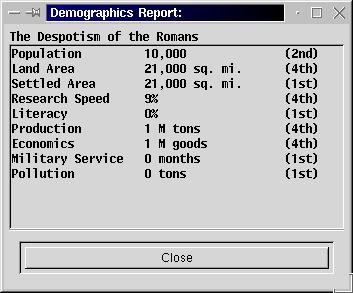 Demographics Report:
The Despotism of the Romans
Population 10,000 (2nd)
Land Area 21,000 sq. mi. (4th)
Settled Area 21,000 sq. mi. (1st)
Research Speed 9% (4th)
Literacy 0% (1st)
Production 1 M tons (4th)
Economics 1 M goods (4th)
Military Service 0 months (1st)
Pollution 0 tons (1st)
Close